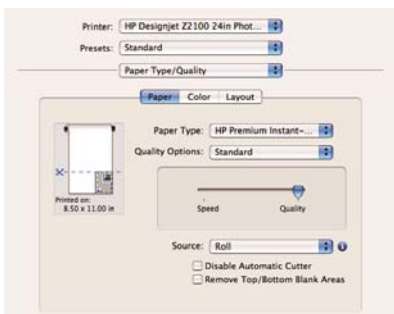 Printer: HP Designjet Z2100 24in Phot...
Presets: Standard
Paper Type/Quality
Paper Color Layout
Paper Type: HP Premium Instant-...
Quality Options: Standard
Printed on:
8.50 x 11.00 in
Speed Quality
Source: Roll
Disable Automatic Cutter
Remove Top/Bottom Blank Areas